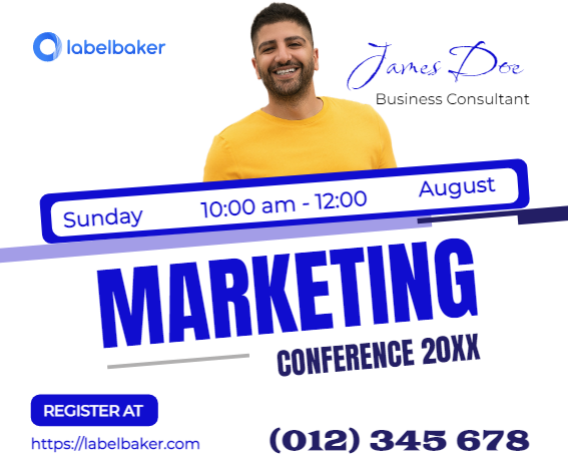 labelbaker
James Doe
Business Consultant
Sunday 10:00 am - 12:00 August
MARKETING
CONFERENCE 20XX
REGISTER AT
https://labelbaker.com
(012) 345 678